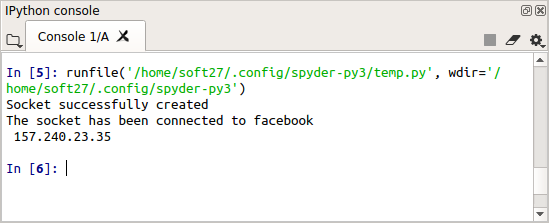 IPython console
Console 1/A
In [5]: runfile('/home/soft27/.config/spyder-py3/temp.py', wdir='/
home/soft27/.config/spyder-py3')
Socket successfully created
The socket has been connected to facebook
 157.240.23.35
In [6]: